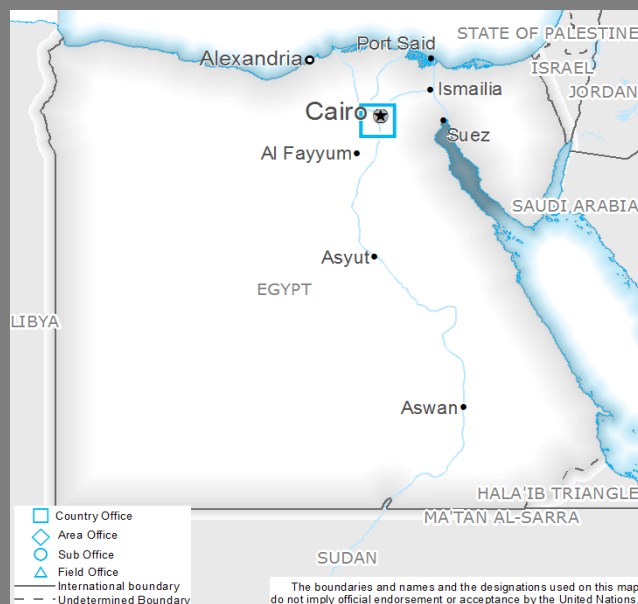 STATE OF PALESTINE
Port Said
Alexandria
ISRAEL
Ismailia
JORDAN
Cairo
Suez
Al Fayyum
SAUDI ARABIA
Asyut
EGYPT
LIBYA
Aswan
HALA'IB TRIANGLE
MA'TAN AL-SARRA
SUDAN
Country Office
Area Office
Sub Office
Field Office
International boundary
Undetermined Boundary
The boundaries and names and the designations used on this map
do not imply official endorsement or acceptance by the United Nations.